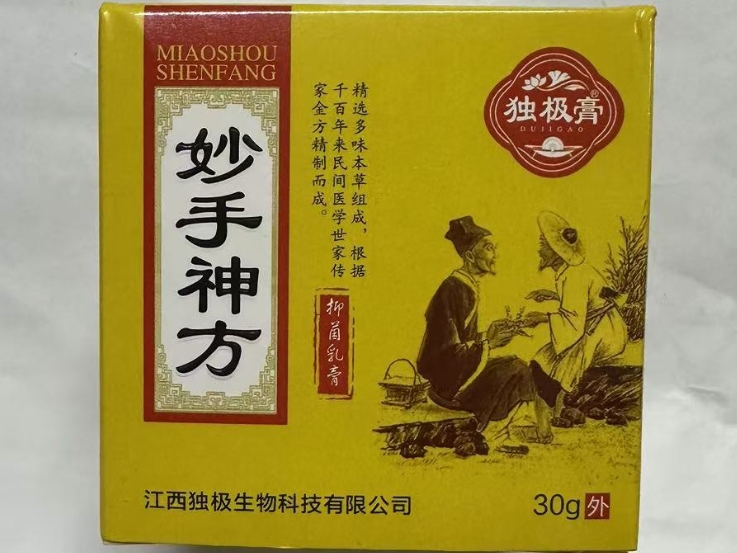 MIAOSHOU
SHENFANG
妙手神方
精选多味本草组成，根据
千百年来民间医学世家传
家金方精制而成。
抑菌乳膏
独极膏®
DUJIGAO
江西独极生物科技有限公司
30g 外